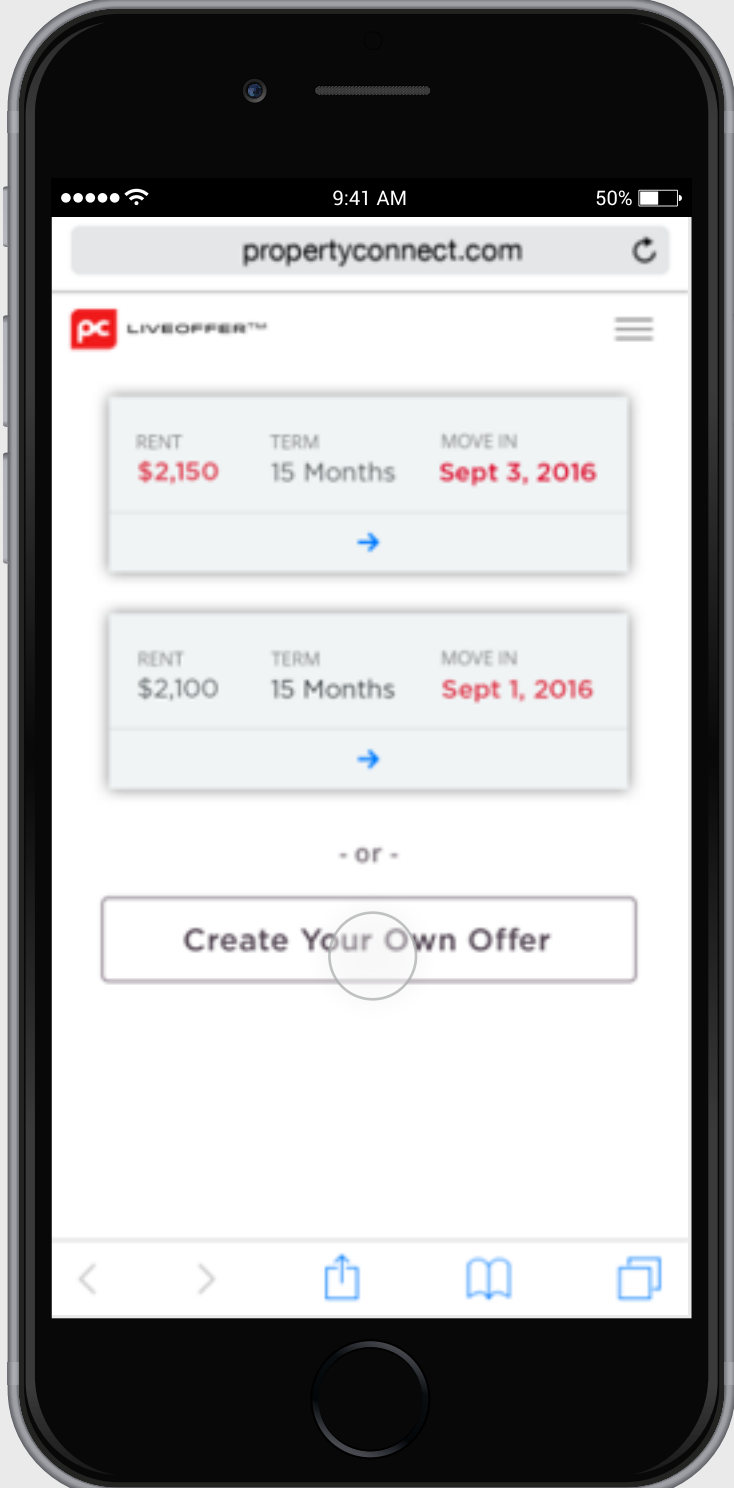 9:41 AM 50%
propertyconnect.com
pc LIVEOFFER™
RENT TERM MOVE IN
$2,150 15 Months Sept 3, 2016
RENT TERM MOVE IN
$2,100 15 Months Sept 1, 2016
- or -
Create Your Own Offer